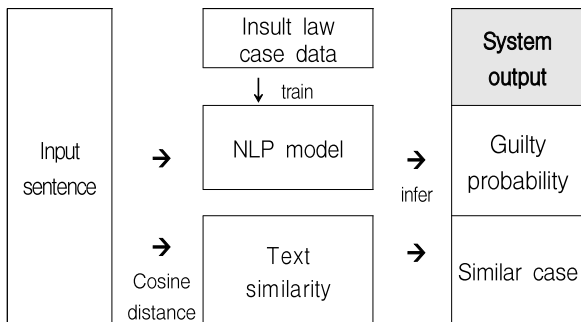 Insult law
case data
System
output
train
Input
sentence
→
NLP model
→
infer
Guilty
probability
→
Cosine
distance
Text
similarity
→
Similar case